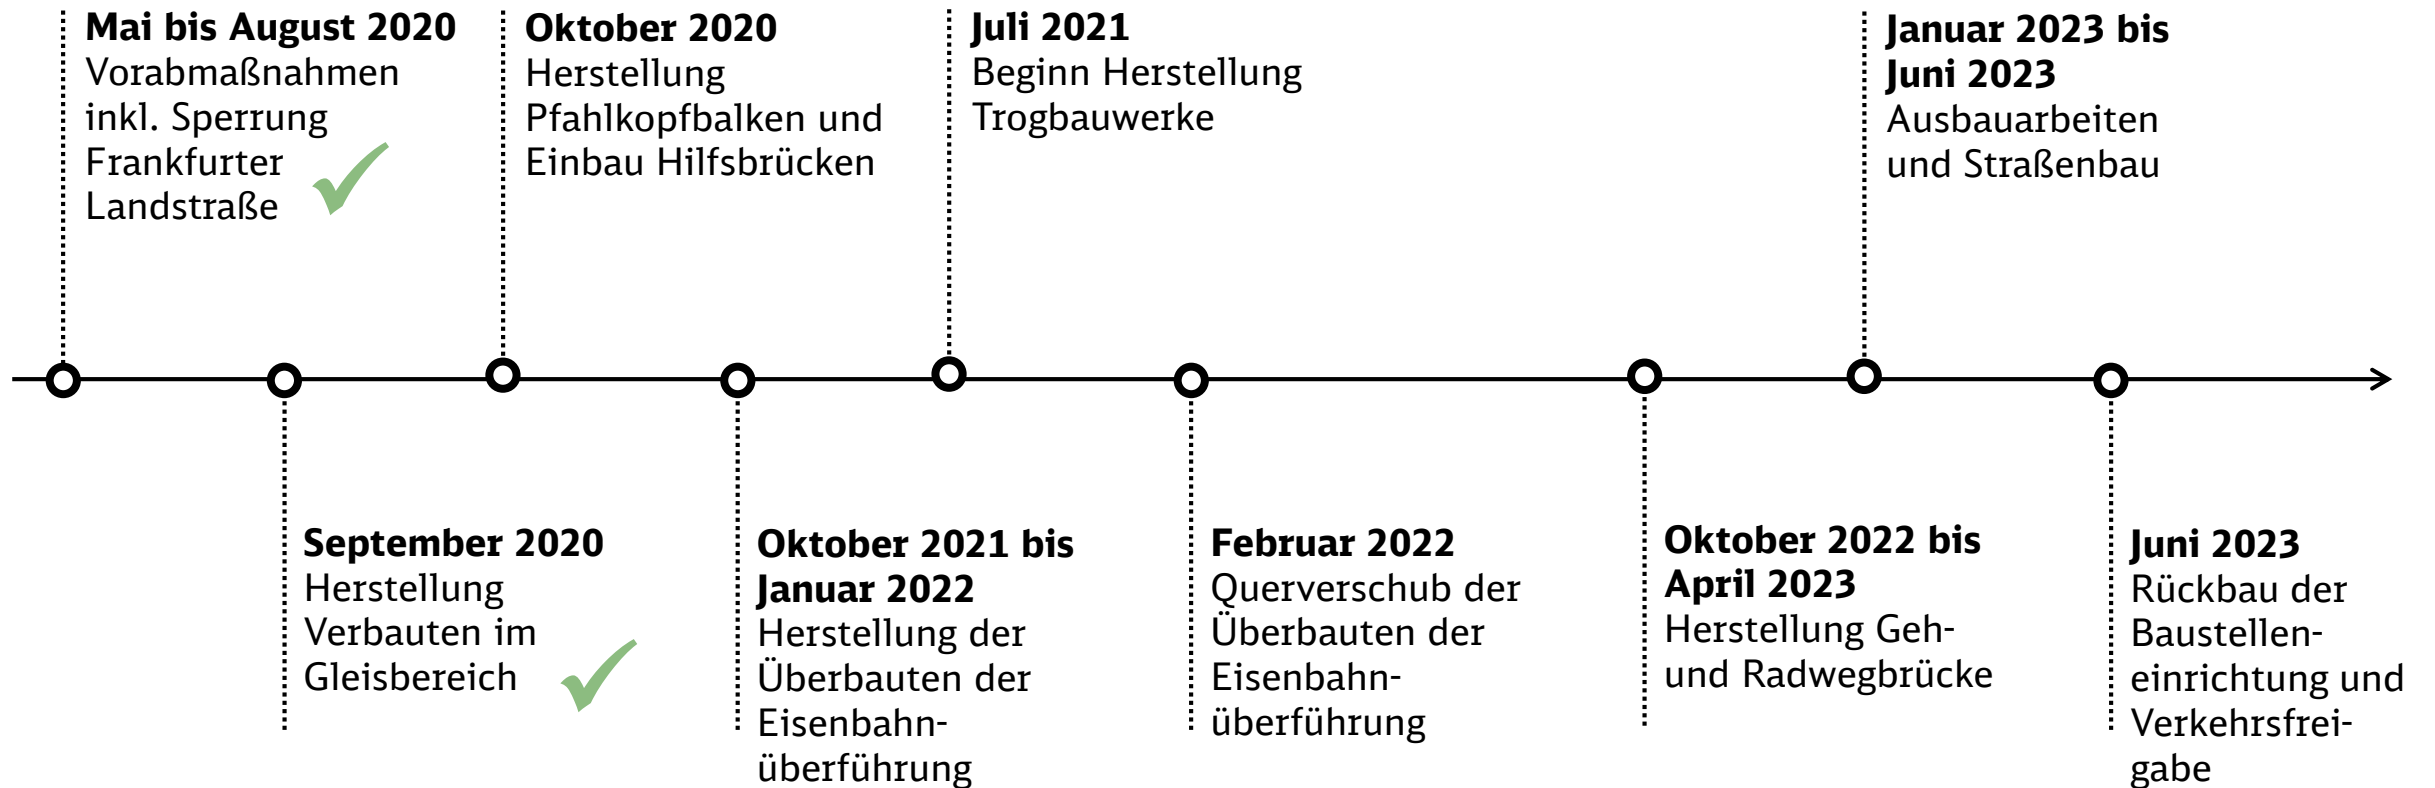 Mai bis August 2020
Vorabmaßnahmen
inkl. Sperrung
Frankfurter
Landstraße
September 2020
Herstellung
Verbauten im
Gleisbereich
Oktober 2020
Herstellung
Pfahlkopfbalken und
Einbau Hilfsbrücken
Oktober 2021 bis
Januar 2022
Herstellung der
Überbauten der
Eisenbahn-
überführung
Juli 2021
Beginn Herstellung
Trogbauwerke
Februar 2022
Querverschub der
Überbauten der
Eisenbahn-
überführung
Oktober 2022 bis
April 2023
Herstellung Geh-
und Radwegbrücke
Januar 2023 bis
Juni 2023
Ausbauarbeiten
und Straßenbau
Juni 2023
Rückbau der
Baustellen-
einrichtung und
Verkehrsfrei-
gabe